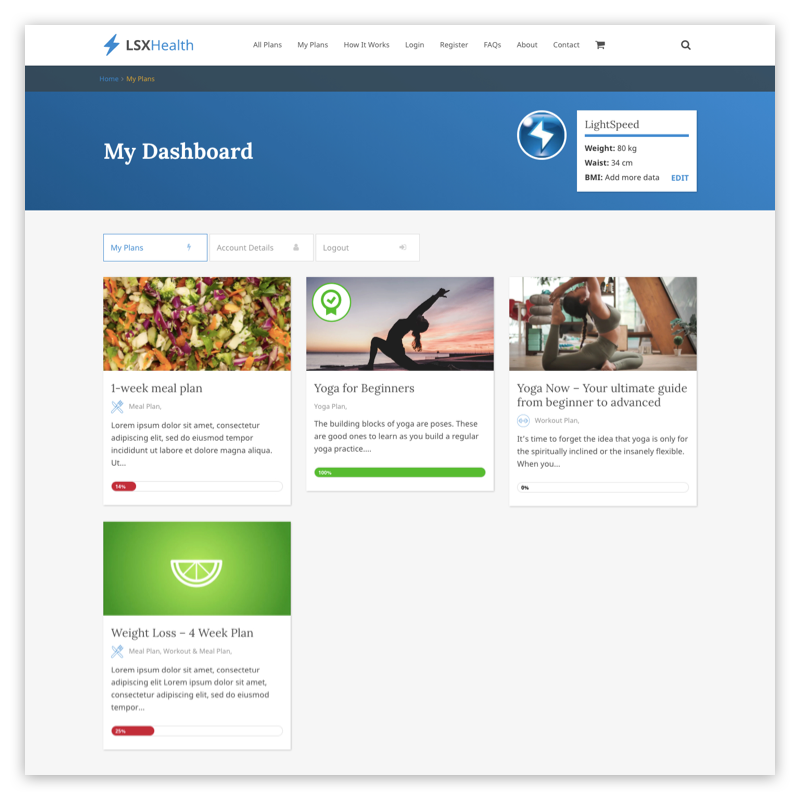 LSXHealth
All Plans My Plans How It Works Login Register FAQs About Contact
Home > My Plans
My Dashboard
LightSpeed
Weight: 80 kg
Waist: 34 cm
BMI: Add more data EDIT
My Plans
Account Details
Logout
1-week meal plan
Meal Plan,
Lorem ipsum dolor sit amet, consectetur
adipiscing elit, sed do eiusmod tempor
incididunt ut labore et dolore magna aliqua.
Ut...
14%
Yoga for Beginners
Yoga Plan,
The building blocks of yoga are poses. These
are good ones to learn as you build a regular
yoga practice....
100%
Yoga Now – Your ultimate guide
from beginner to advanced
Workout Plan,
It's time to forget the idea that yoga is only for
the spiritually inclined or the insanely flexible.
When you...
0%
Weight Loss – 4 Week Plan
Meal Plan, Workout & Meal Plan,
Lorem ipsum dolor sit amet, consectetur
adipiscing elit Lorem ipsum dolor sit amet,
consectetur adipiscing elit, sed do eiusmod
tempor...
25%